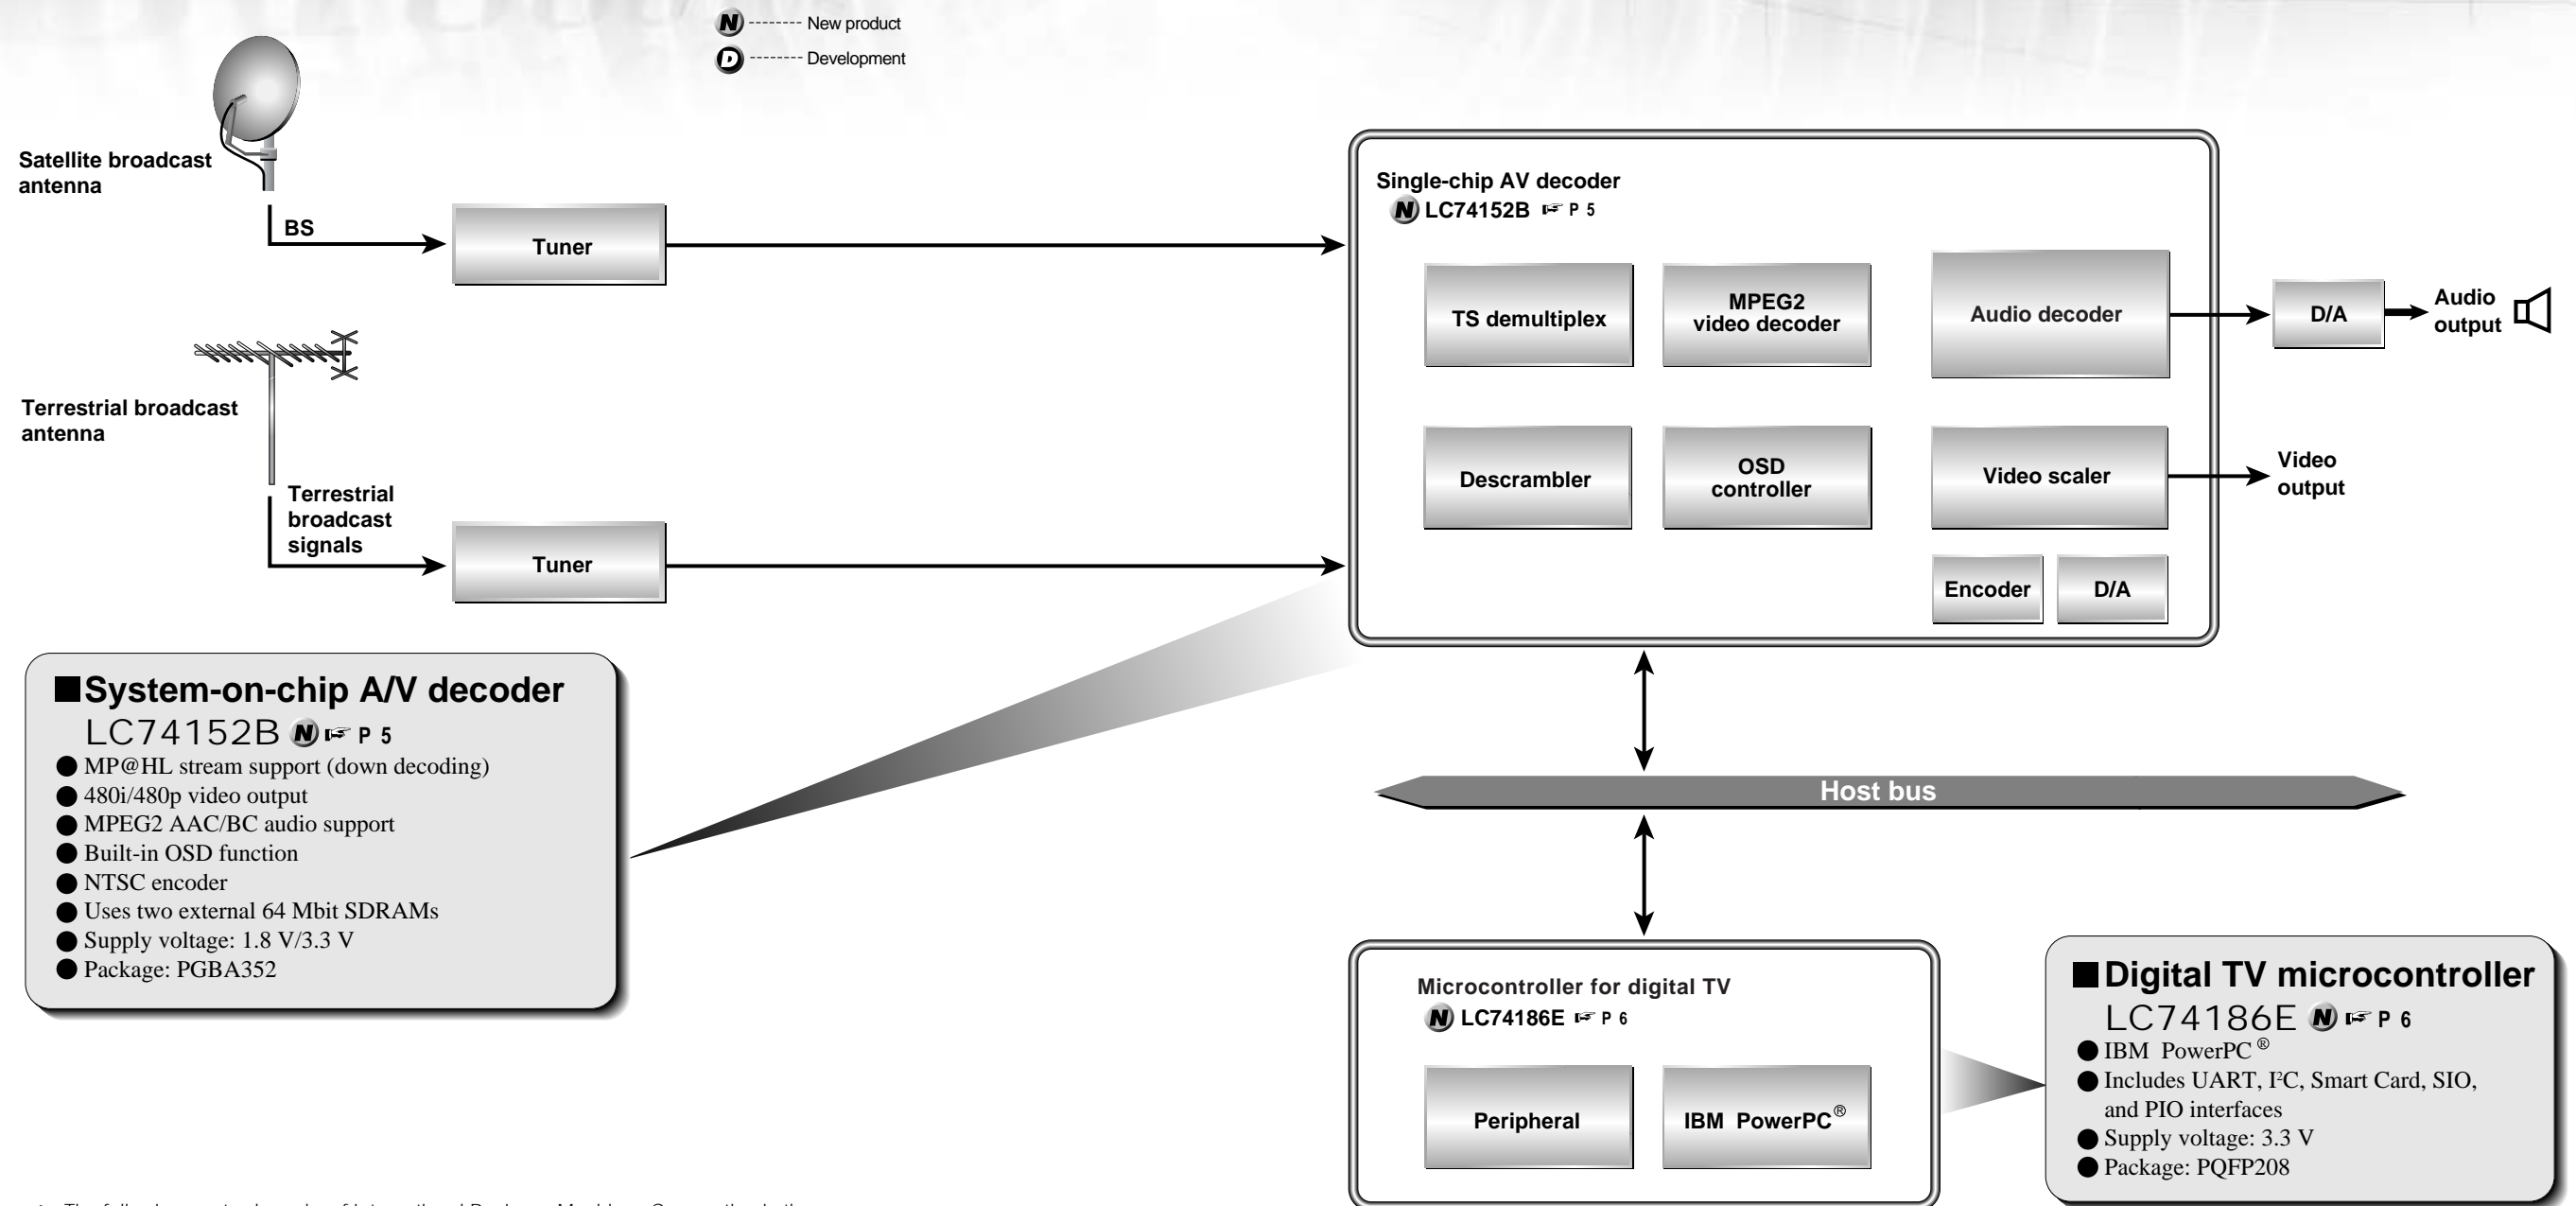 N -------- New product
D -------- Development
Satellite broadcast
antenna
BS
Tuner
Terrestrial broadcast
antenna
Terrestrial
broadcast
signals
Tuner
Single-chip AV decoder
N LC74152B ☞ P 5
TS demultiplex
MPEG2
video decoder
Audio decoder
D/A
Audio
output
Descrambler
OSD
controller
Video scaler
Video
output
Encoder
D/A
■System-on-chip A/V decoder
LC74152B N ☞ P 5
● MP@HL stream support (down decoding)
● 480i/480p video output
● MPEG2 AAC/BC audio support
● Built-in OSD function
● NTSC encoder
● Uses two external 64 Mbit SDRAMs
● Supply voltage: 1.8 V/3.3 V
● Package: PGBA352
Host bus
Microcontroller for digital TV
N LC74186E ☞ P 6
Peripheral
IBM PowerPC®
■Digital TV microcontroller
LC74186E N ☞ P 6
● IBM PowerPC®
● Includes UART, I²C, Smart Card, SIO,
and PIO interfaces
● Supply voltage: 3.3 V
● Package: PQFP208